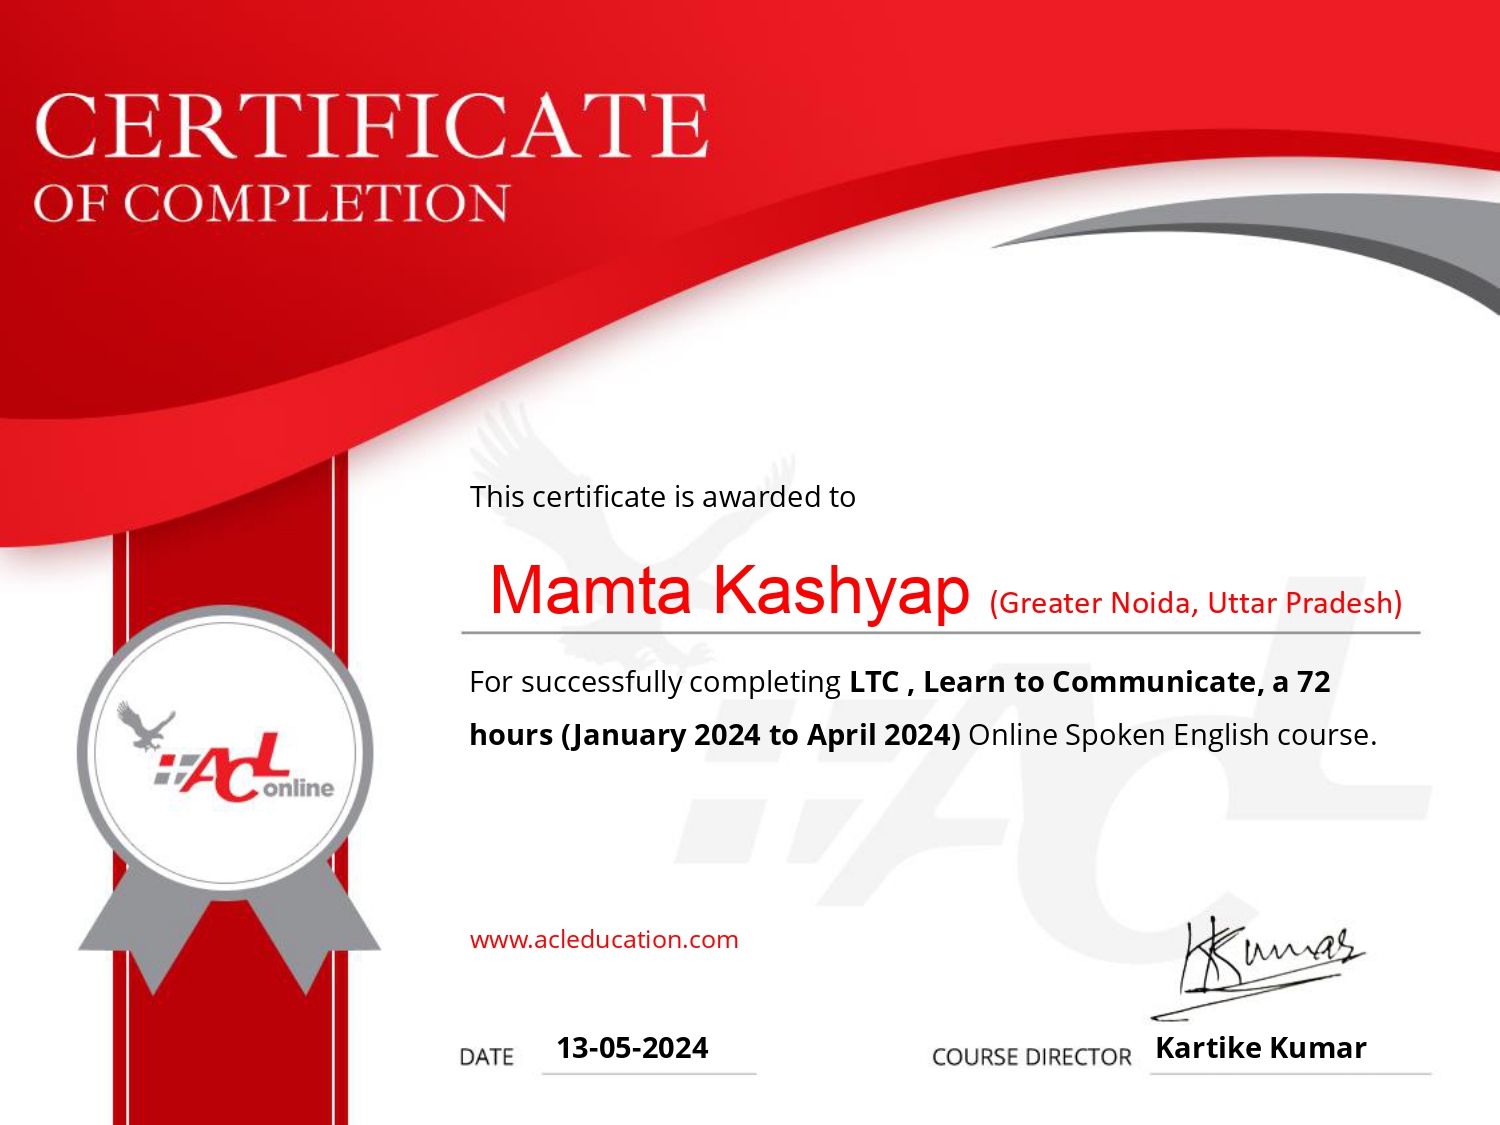 CERTIFICATE
OF COMPLETION
This certificate is awarded to
Mamta Kashyap (Greater Noida, Uttar Pradesh)
For successfully completing LTC , Learn to Communicate, a 72
hours (January 2024 to April 2024) Online Spoken English course.
ACL
online
ACL
www.acleducation.com
KKumar
DATE 13-05-2024
COURSE DIRECTOR Kartike Kumar